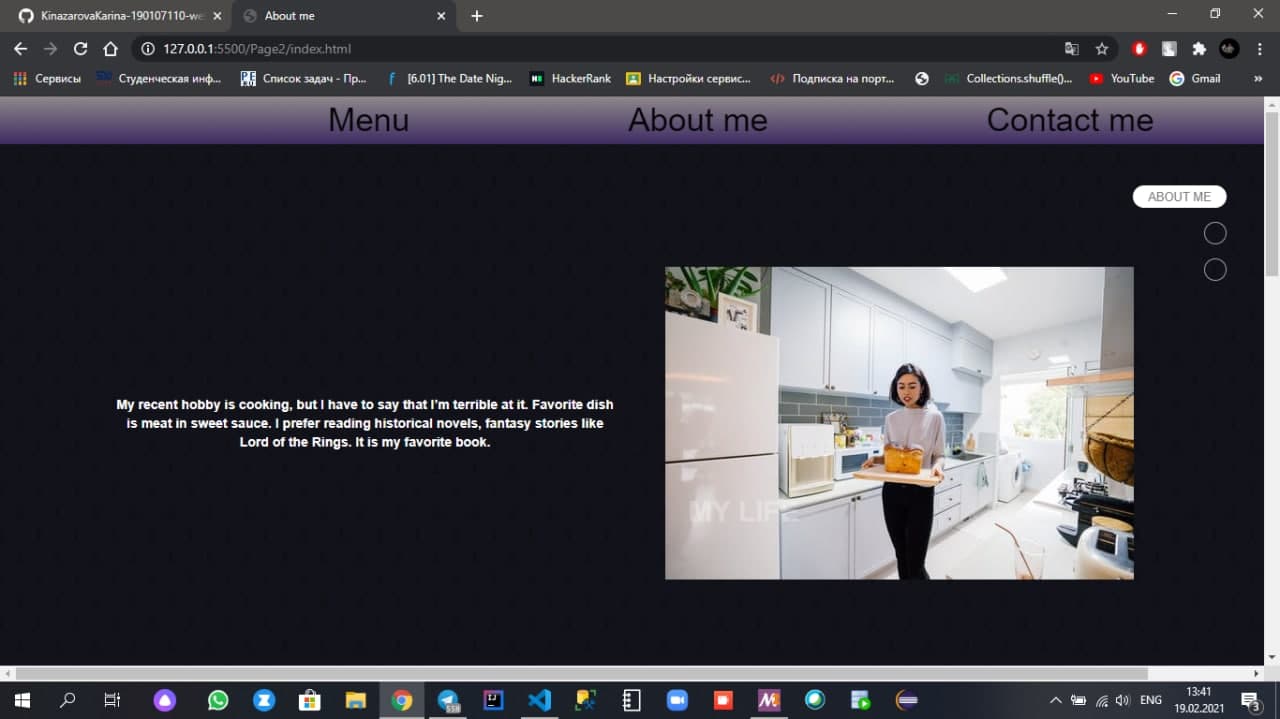 KinazarovaKarina-190107110-we
About me
127.0.0.1:5500/Page2/index.html
Сервисы
Студенческая инф...
Список задач - Пр...
[6.01] The Date Nig...
HackerRank
Настройки сервис...
Подписка на порт...
Collections.shuffle()...
YouTube
Gmail
»
Menu
About me
Contact me
ABOUT ME
My recent hobby is cooking, but I have to say that I'm terrible at it. Favorite dish
is meat in sweet sauce. I prefer reading historical novels, fantasy stories like
Lord of the Rings. It is my favorite book.
MY LIFE
ENG
13:41
19.02.2021
3